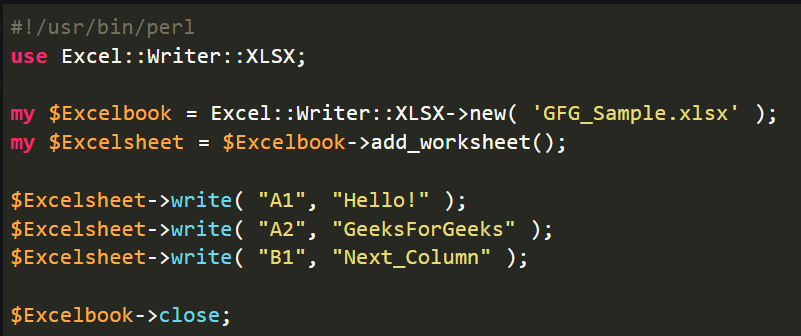 #!/usr/bin/perl
use Excel::Writer::XLSX;
my $Excelbook = Excel::Writer::XLSX->new( 'GFG_Sample.xlsx' );
my $Excelsheet = $Excelbook->add_worksheet();
$Excelsheet->write( "A1", "Hello!" );
$Excelsheet->write( "A2", "GeeksForGeeks" );
$Excelsheet->write( "B1", "Next_Column" );
$Excelbook->close;